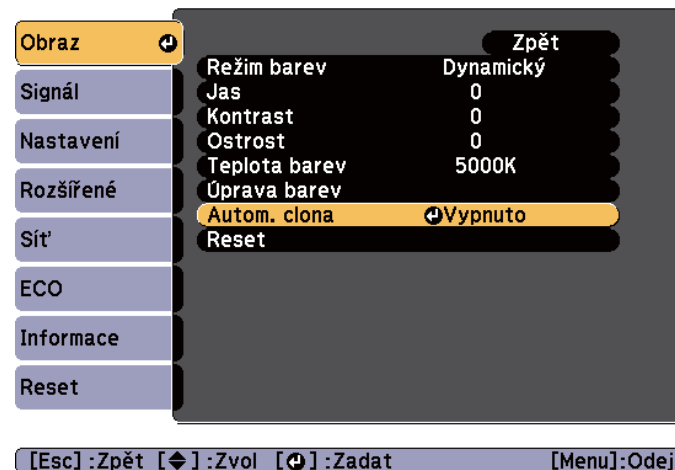 Obraz
Signál
Nastavení
Rozšířené
Síť
ECO
Informace
Reset
Zpět
Režim barev Dynamický
Jas 0
Kontrast 0
Ostrost 0
Teplota barev 5000K
Úprava barev
Autom. clona Vypnuto
Reset
[Esc] :Zpět [ ] :Zvol [ ] :Zadat [Menu]:Odej